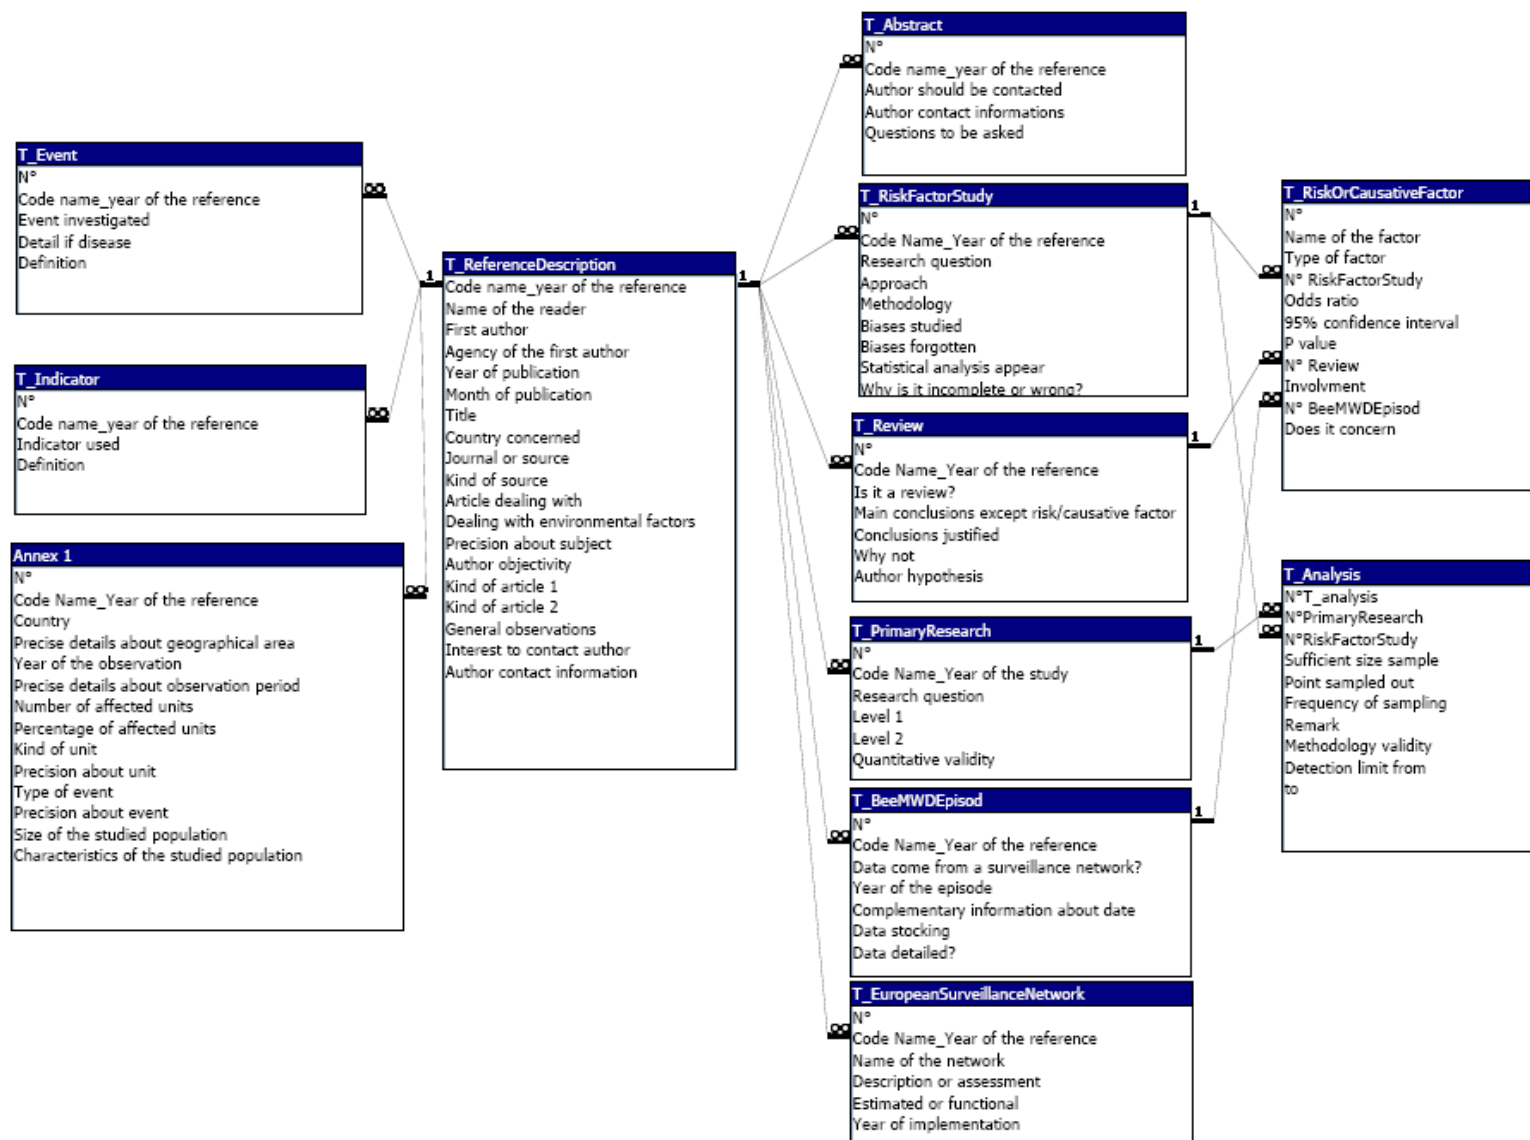 T_Event
N°
Code name_year of the reference
Event investigated
Detail if disease
Definition
∞
T_Indicator
N°
Code name_year of the reference
Indicator used
Definition
∞
Annex 1
N°
Code Name_Year of the reference
Country
Precise details about geographical area
Year of the observation
Precise details about observation period
Number of affected units
Percentage of affected units
Kind of unit
Precision about unit
Type of event
Precision about event
Size of the studied population
Characteristics of the studied population
∞
1
T_ReferenceDescription
Code name_year of the reference
Name of the reader
First author
Agency of the first author
Year of publication
Month of publication
Title
Country concerned
Journal or source
Kind of source
Article dealing with
Dealing with environmental factors
Precision about subject
Author objectivity
Kind of article 1
Kind of article 2
General observations
Interest to contact author
Author contact information
1
∞
T_Abstract
N°
Code name_year of the reference
Author should be contacted
Author contact informations
Questions to be asked
∞
T_RiskFactorStudy
N°
Code Name_Year of the reference
Research question
Approach
Methodology
Biases studied
Biases forgotten
Statistical analysis appear
Why is it incomplete or wrong?
1
∞
T_Review
N°
Code Name_Year of the reference
Is it a review?
Main conclusions except risk/causative factor
Conclusions justified
Why not
Author hypothesis
1
∞
T_PrimaryResearch
N°
Code Name_Year of the study
Research question
Level 1
Level 2
Quantitative validity
1
∞
T_BeeMWDEpisod
N°
Code Name_Year of the reference
Data come from a surveillance network?
Year of the episode
Complementary information about date
Data stocking
Data detailed?
1
∞
T_EuropeanSurveillanceNetwork
N°
Code Name_Year of the reference
Name of the network
Description or assessment
Estimated or functional
Year of implementation
T_RiskOrCausativeFactor
N°
Name of the factor
Type of factor
∞
N° RiskFactorStudy
Odds ratio
95% confidence interval
P value
∞
N° Review
Involvment
∞
N° BeeMWDEpisod
Does it concern
T_Analysis
N°T_analysis
∞
N°PrimaryResearch
∞
N°RiskFactorStudy
Sufficient size sample
Point sampled out
Frequency of sampling
Remark
Methodology validity
Detection limit from
to